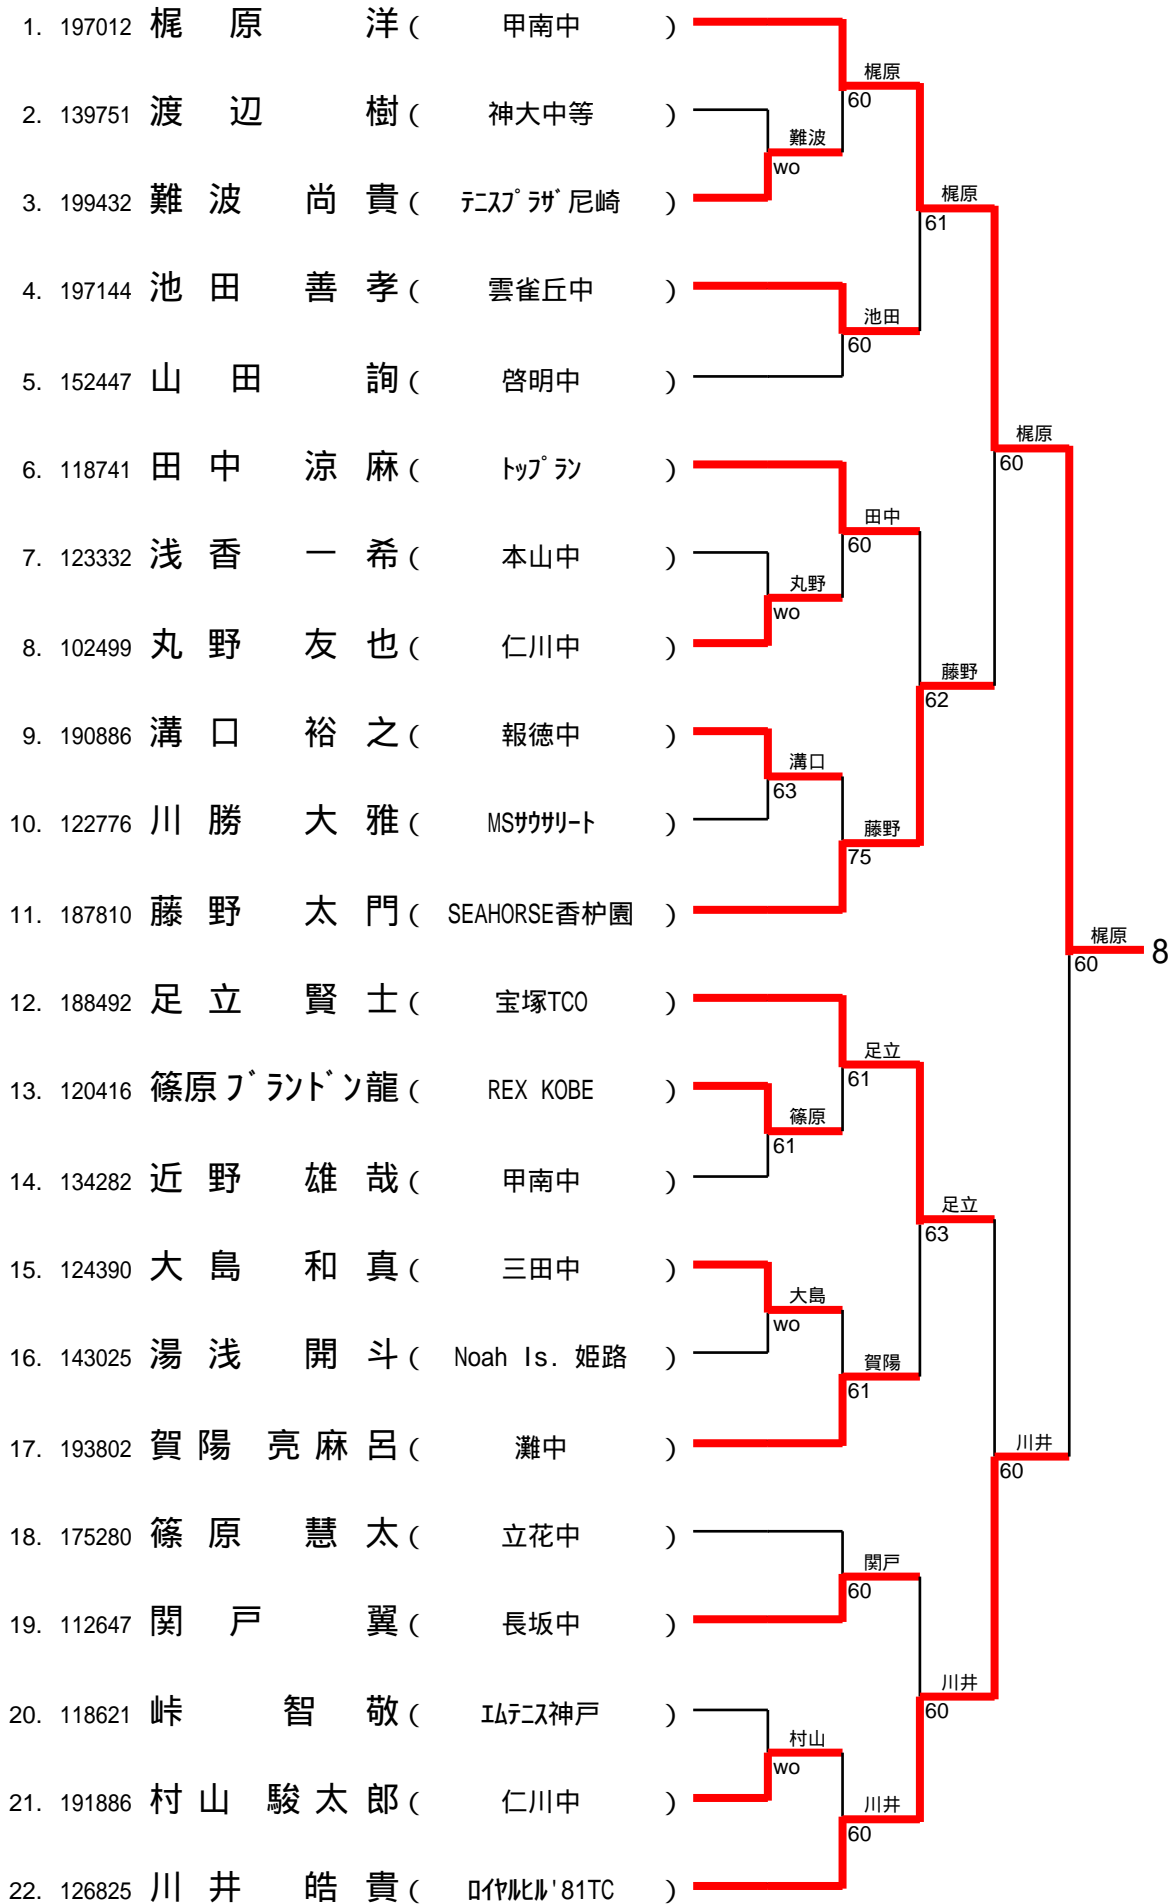 1. 197012 梶原 洋 ( 甲南中 )
梶原
60
2. 139751 渡辺 樹 ( 神大中等 )
難波
wo
3. 199432 難波 尚貴 ( テニスプラザ尼崎 )
梶原
61
4. 197144 池田 善孝 ( 雲雀丘中 )
池田
60
5. 152447 山田 詢 ( 啓明中 )
梶原
60
6. 118741 田中 涼麻 ( トップラン )
田中
60
7. 123332 浅香 一希 ( 本山中 )
丸野
wo
8. 102499 丸野 友也 ( 仁川中 )
藤野
62
9. 190886 溝口 裕之 ( 報徳中 )
溝口
63
10. 122776 川勝 大雅 ( MSサウサリート )
藤野
75
11. 187810 藤野 太門 ( SEAHORSE香枦園 )
梶原 8
60
12. 188492 足立 賢士 ( 宝塚TCO )
足立
61
13. 120416 篠原ブランドン龍 ( REX KOBE )
篠原
61
14. 134282 近野 雄哉 ( 甲南中 )
足立
63
15. 124390 大島 和真 ( 三田中 )
大島
wo
16. 143025 湯浅 開斗 ( Noah Is. 姫路 )
賀陽
61
17. 193802 賀陽 亮麻呂 ( 灘中 )
川井
60
18. 175280 篠原 慧太 ( 立花中 )
関戸
60
19. 112647 関戸 翼 ( 長坂中 )
川井
60
20. 118621 峠 智敬 ( エムテニス神戸 )
村山
wo
21. 191886 村山 駿太郎 ( 仁川中 )
川井
60
22. 126825 川井 皓貴 ( ロイヤルヒル'81TC )